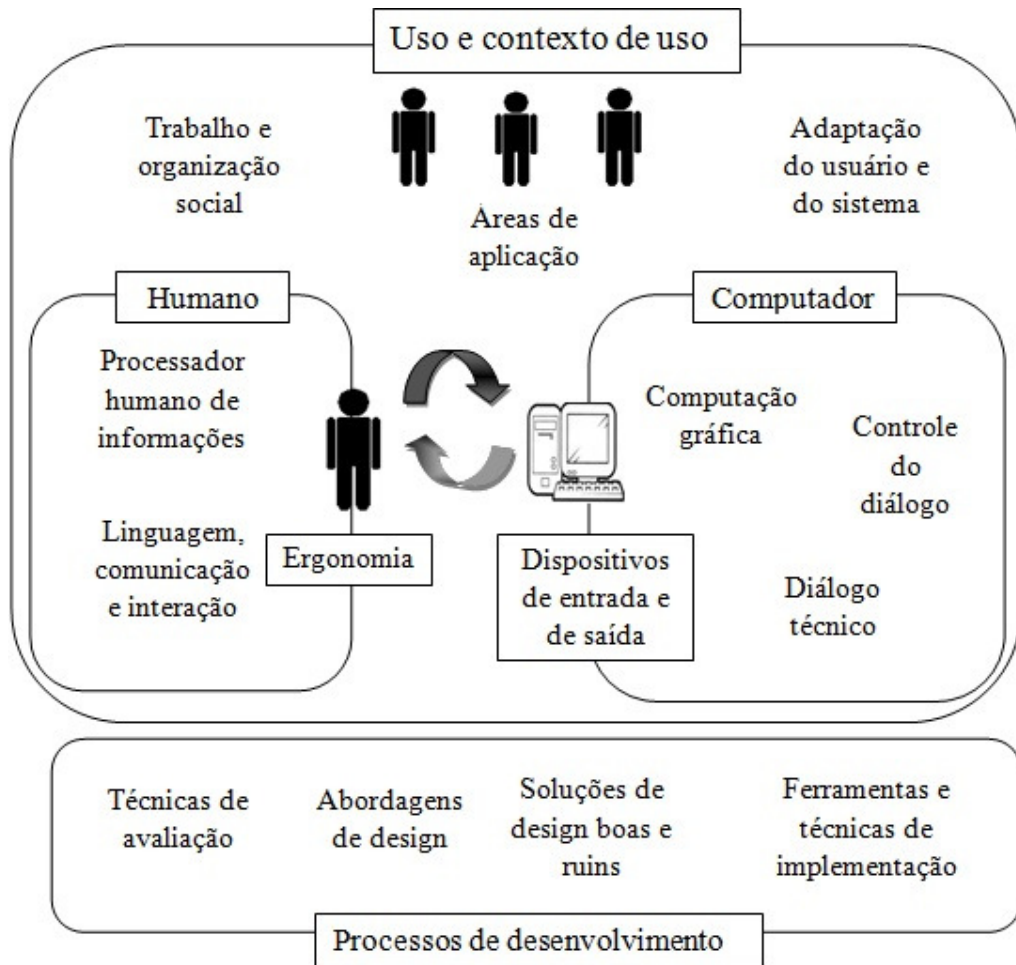 Uso e contexto de uso
Trabalho e
organização
social
Áreas de
aplicação
Adaptação
do usuário e
do sistema
Humano
Processador
humano de
informações
Linguagem,
comunicação
e interação
Ergonomia
Computador
Computação
gráfica
Controle
do
diálogo
Diálogo
técnico
Dispositivos
de entrada e
de saída
Técnicas de
avaliação
Abordagens
de design
Soluções de
design boas e
ruins
Ferramentas e
técnicas de
implementação
Processos de desenvolvimento